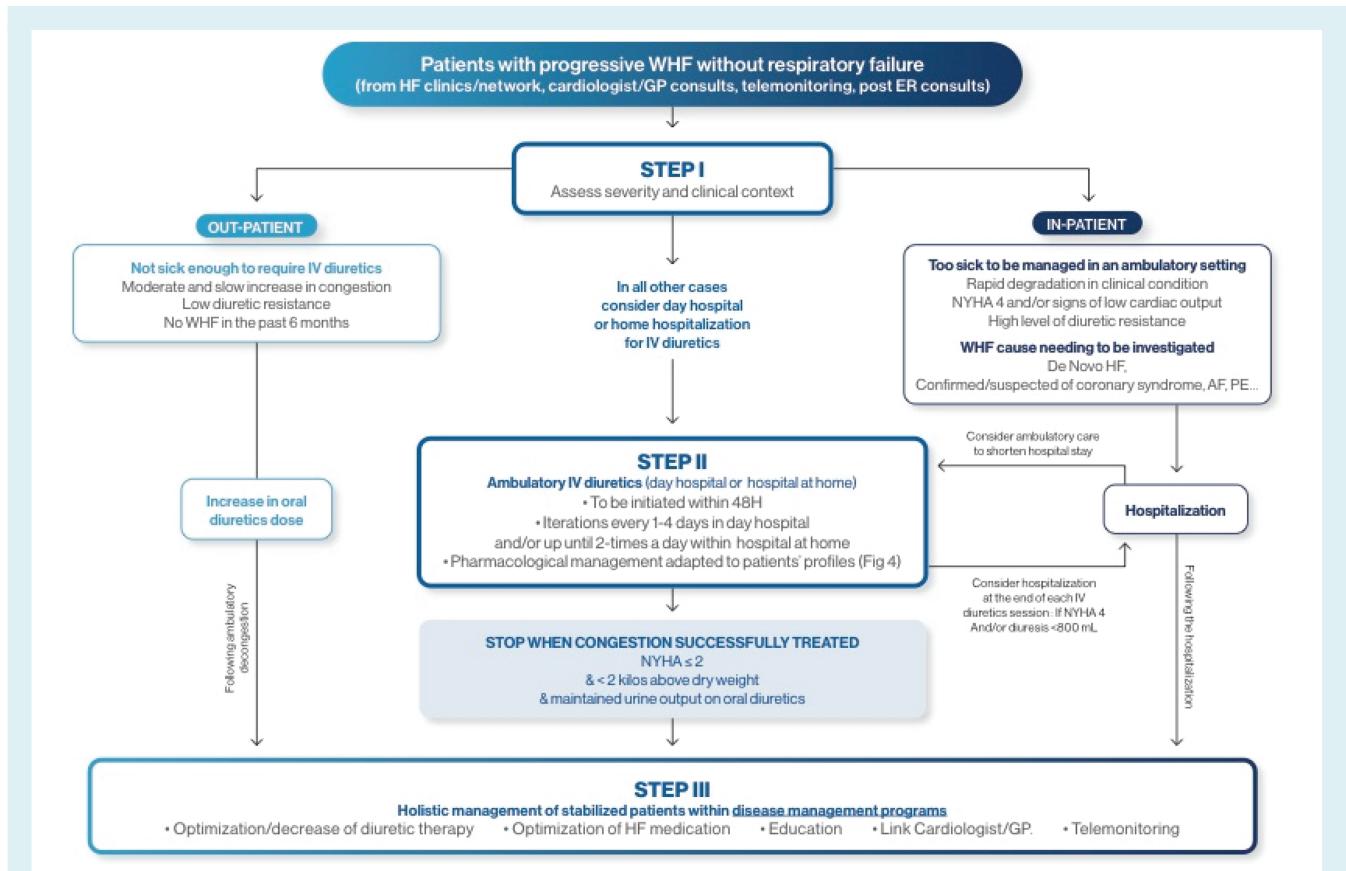 Patients with progressive WHF without respiratory failure
(from HF clinics/network, cardiologist/GP consults, telemonitoring, post ER consults)
STEP I
Assess severity and clinical context
OUT-PATIENT
Not sick enough to require IV diuretics
Moderate and slow increase in congestion
Low diuretic resistance
No WHF in the past 6 months
In all other cases
consider day hospital
or home hospitalization
for IV diuretics
IN-PATIENT
Too sick to be managed in an ambulatory setting
Rapid degradation in clinical condition
NYHA 4 and/or signs of low cardiac output
High level of diuretic resistance
WHF cause needing to be investigated
De Novo HF,
Confirmed/suspected of coronary syndrome, AF, PE...
Increase in oral
diuretics dose
STEP II
Ambulatory IV diuretics (day hospital or hospital at home)
• To be initiated within 48H
• Iterations every 1-4 days in day hospital
and/or up until 2-times a day within hospital at home
• Pharmacological management adapted to patients' profiles (Fig 4)
Consider ambulatory care
to shorten hospital stay
Hospitalization
Consider hospitalization
at the end of each IV
diuretics session : If NYHA 4
And/or diuresis <800 mL
Following ambulatory
decongestion
Following the hospitalization
STOP WHEN CONGESTION SUCCESSFULLY TREATED
NYHA ≤ 2
& < 2 kilos above dry weight
& maintained urine output on oral diuretics
STEP III
Holistic management of stabilized patients within disease management programs
• Optimization/decrease of diuretic therapy • Optimization of HF medication • Education • Link Cardiologist/GP. • Telemonitoring